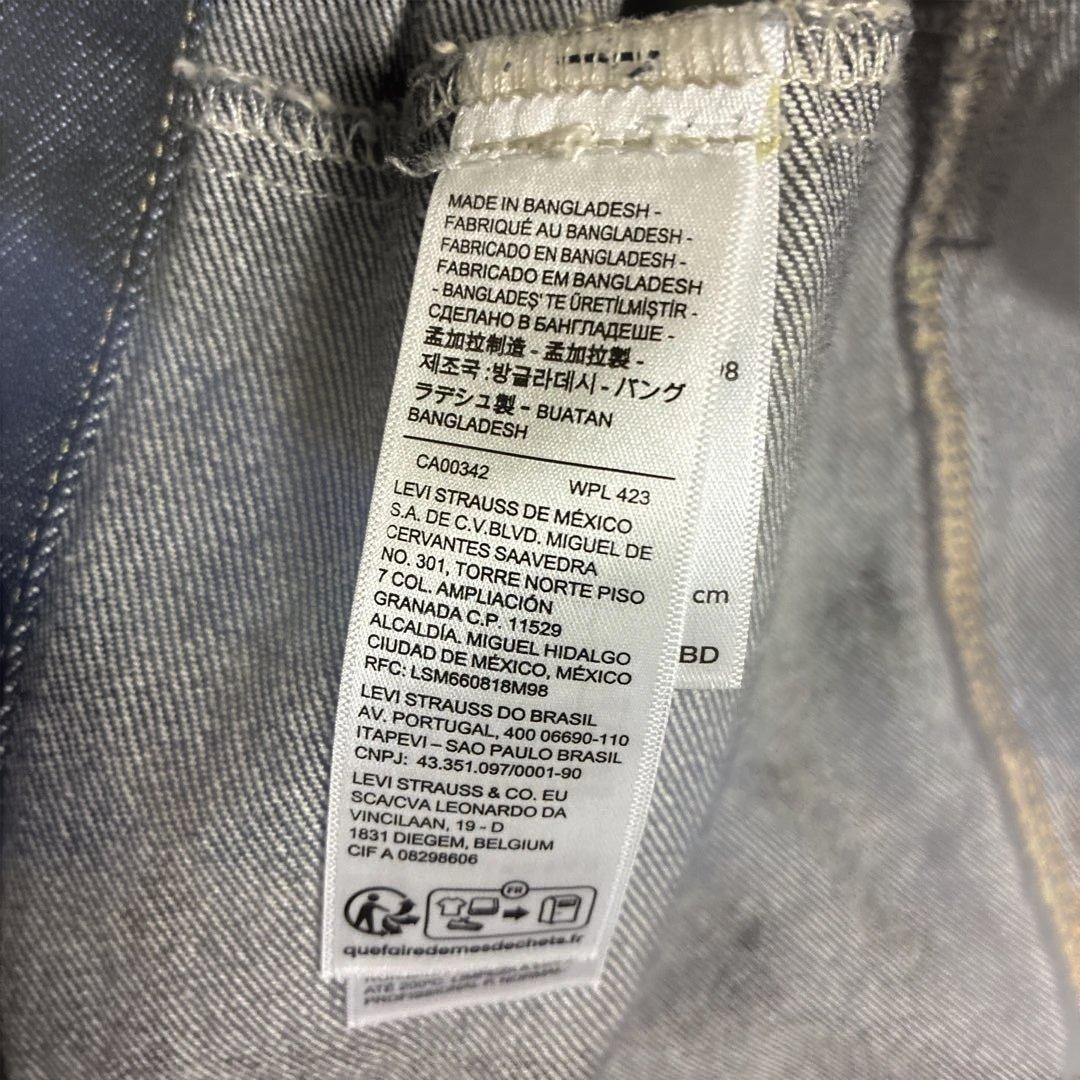 MADE IN BANGLADESH -
FABRIQUÉ AU BANGLADESH -
FABRICADO EN BANGLADESH -
FABRICADO EM BANGLADESH
- BANGLADEŞ'TE ÜRETİLMİŞTİR -
СДЕЛАНО В БАНГЛАДЕШЕ -
孟加拉制造 - 孟加拉製 -
제조국 :방글라데시 - バング
ラデシュ製 - BUATAN
BANGLADESH
CA00342 WPL 423
LEVI STRAUSS DE MÉXICO
S.A. DE C.V.BLVD. MIGUEL DE
CERVANTES SAAVEDRA
NO. 301, TORRE NORTE PISO
7 COL. AMPLIACIÓN
GRANADA C.P. 11529
ALCALDÍA. MIGUEL HIDALGO
CIUDAD DE MÉXICO, MÉXICO
RFC: LSM660818M98
LEVI STRAUSS DO BRASIL
AV. PORTUGAL, 400 06690-110
ITAPEVI – SAO PAULO BRASIL
CNPJ: 43.351.097/0001-90
LEVI STRAUSS & CO. EU
SCA/CVA LEONARDO DA
VINCILAAN, 19 - D
1831 DIEGEM, BELGIUM
CIF A 08298606
FR
quefairedemesdechets.fr
ATÉ 200°C
PROFISSIONAL A NORMAL
8
cm
BD